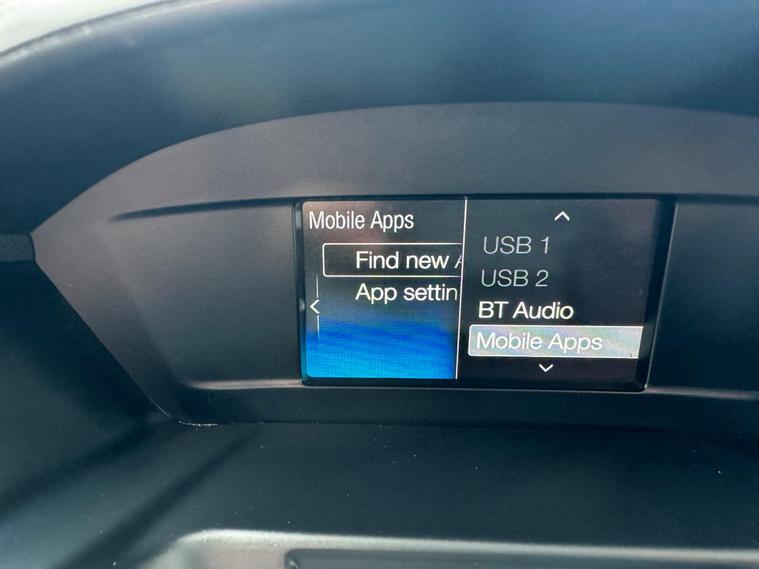 Mobile Apps
Find new
App settin
USB 1
USB 2
BT Audio
Mobile Apps